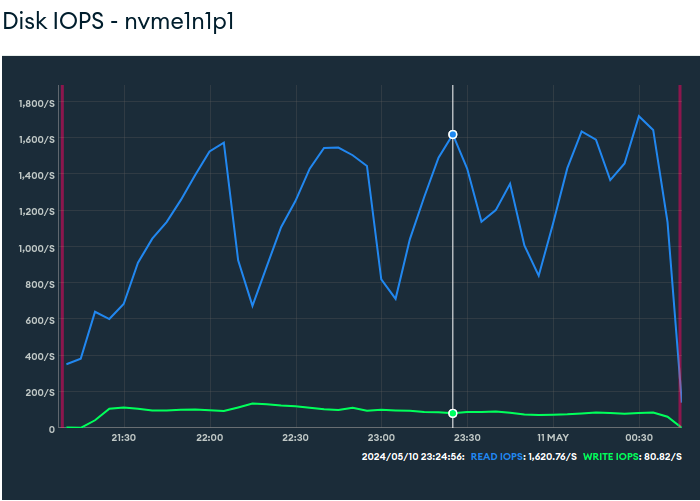 Disk IOPS - nvme1n1p1
1,800/S
1,600/S
1,400/S
1,200/S
1,000/S
800/S
600/S
400/S
200/S
0
21:30 22:00 22:30 23:00 23:30 11 MAY 00:30
2024/05/10 23:24:56: READ IOPS: 1,620.76/S WRITE IOPS: 80.82/S